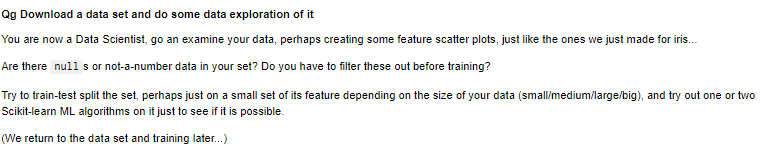 Qg Download a data set and do some data exploration of it
You are now a Data Scientist, go an examine your data, perhaps creating some feature scatter plots, just like the ones we just made for iris...
Are there null s or not-a-number data in your set? Do you have to filter these out before training?
Try to train-test split the set, perhaps just on a small set of its feature depending on the size of your data (small/medium/large/big), and try out one or two
Scikit-learn ML algorithms on it just to see if it is possible.
(We return to the data set and training later...)